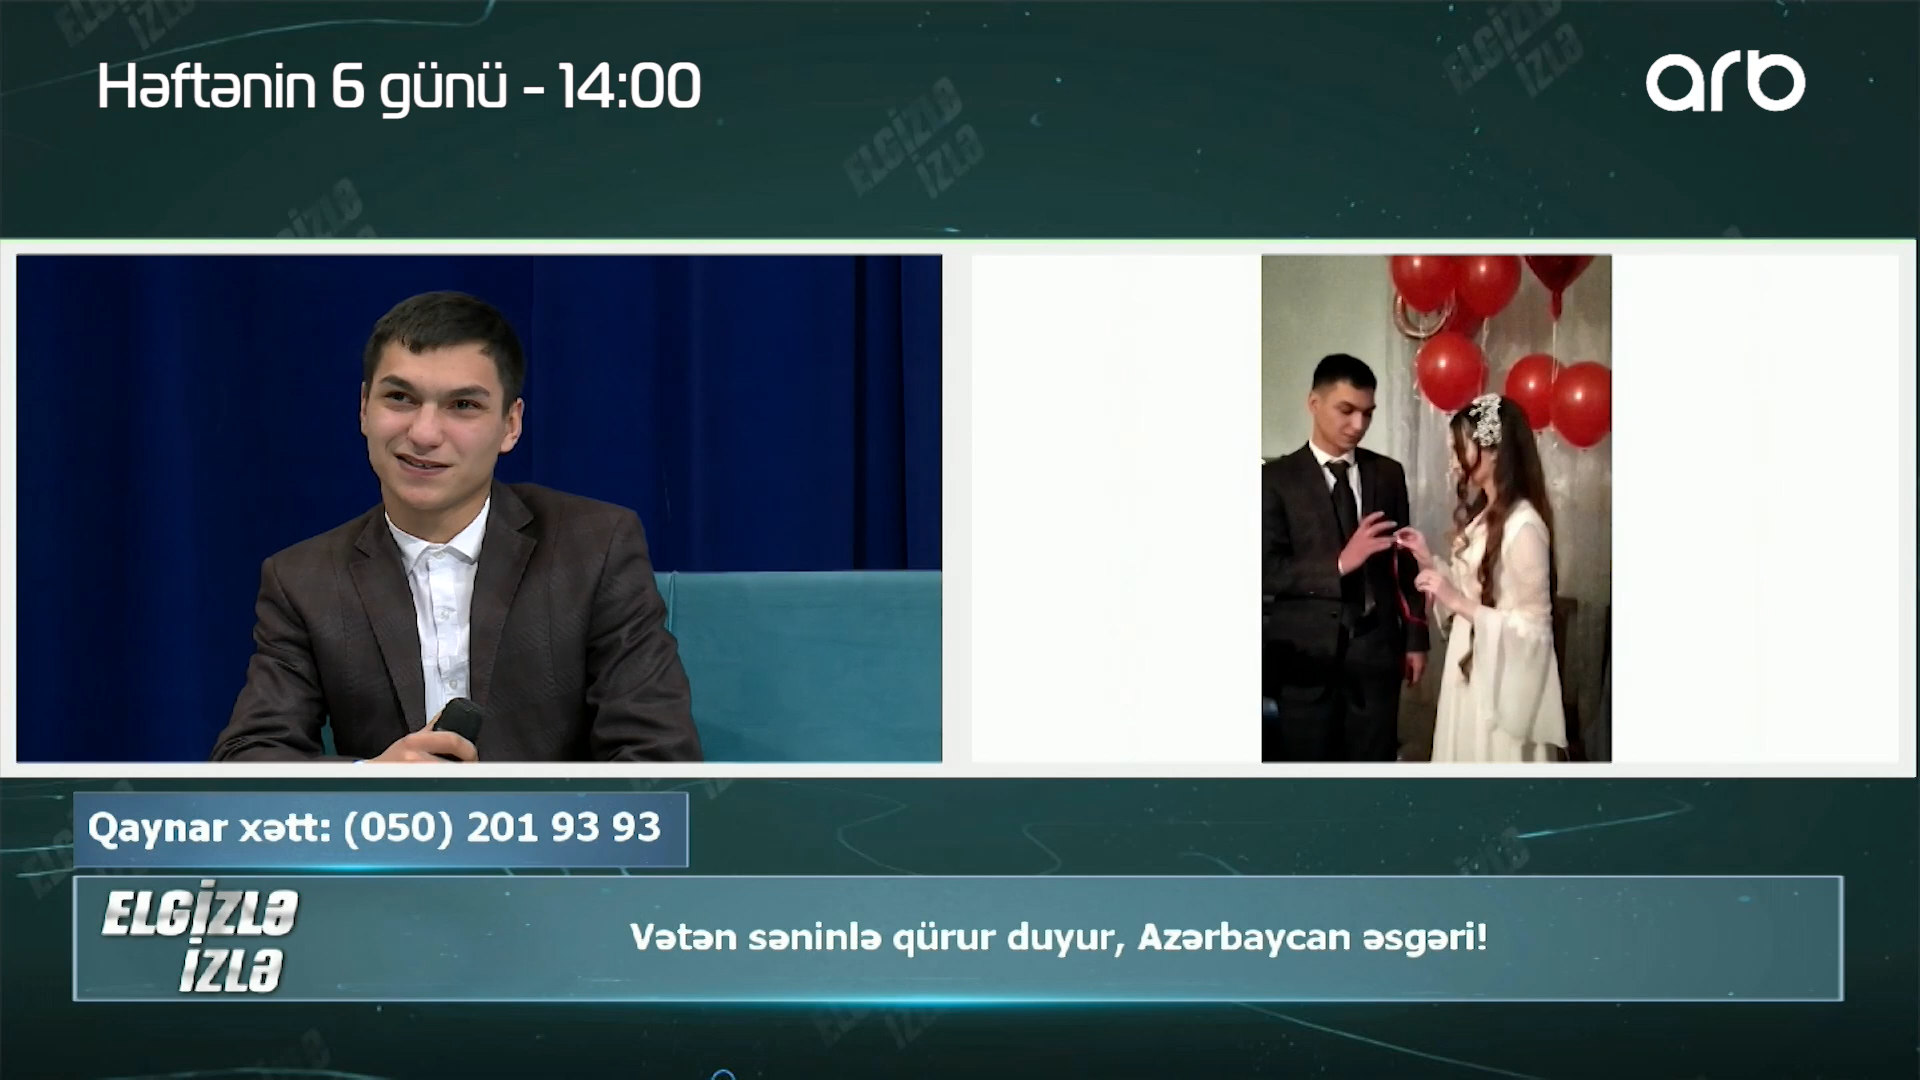 Həftənin 6 günü - 14:00
arb
Qaynar xətt: (050) 201 93 93
ELGİZLƏ
İZLƏ
Vətən səninlə qürur duyur, Azərbaycan əsgəri!